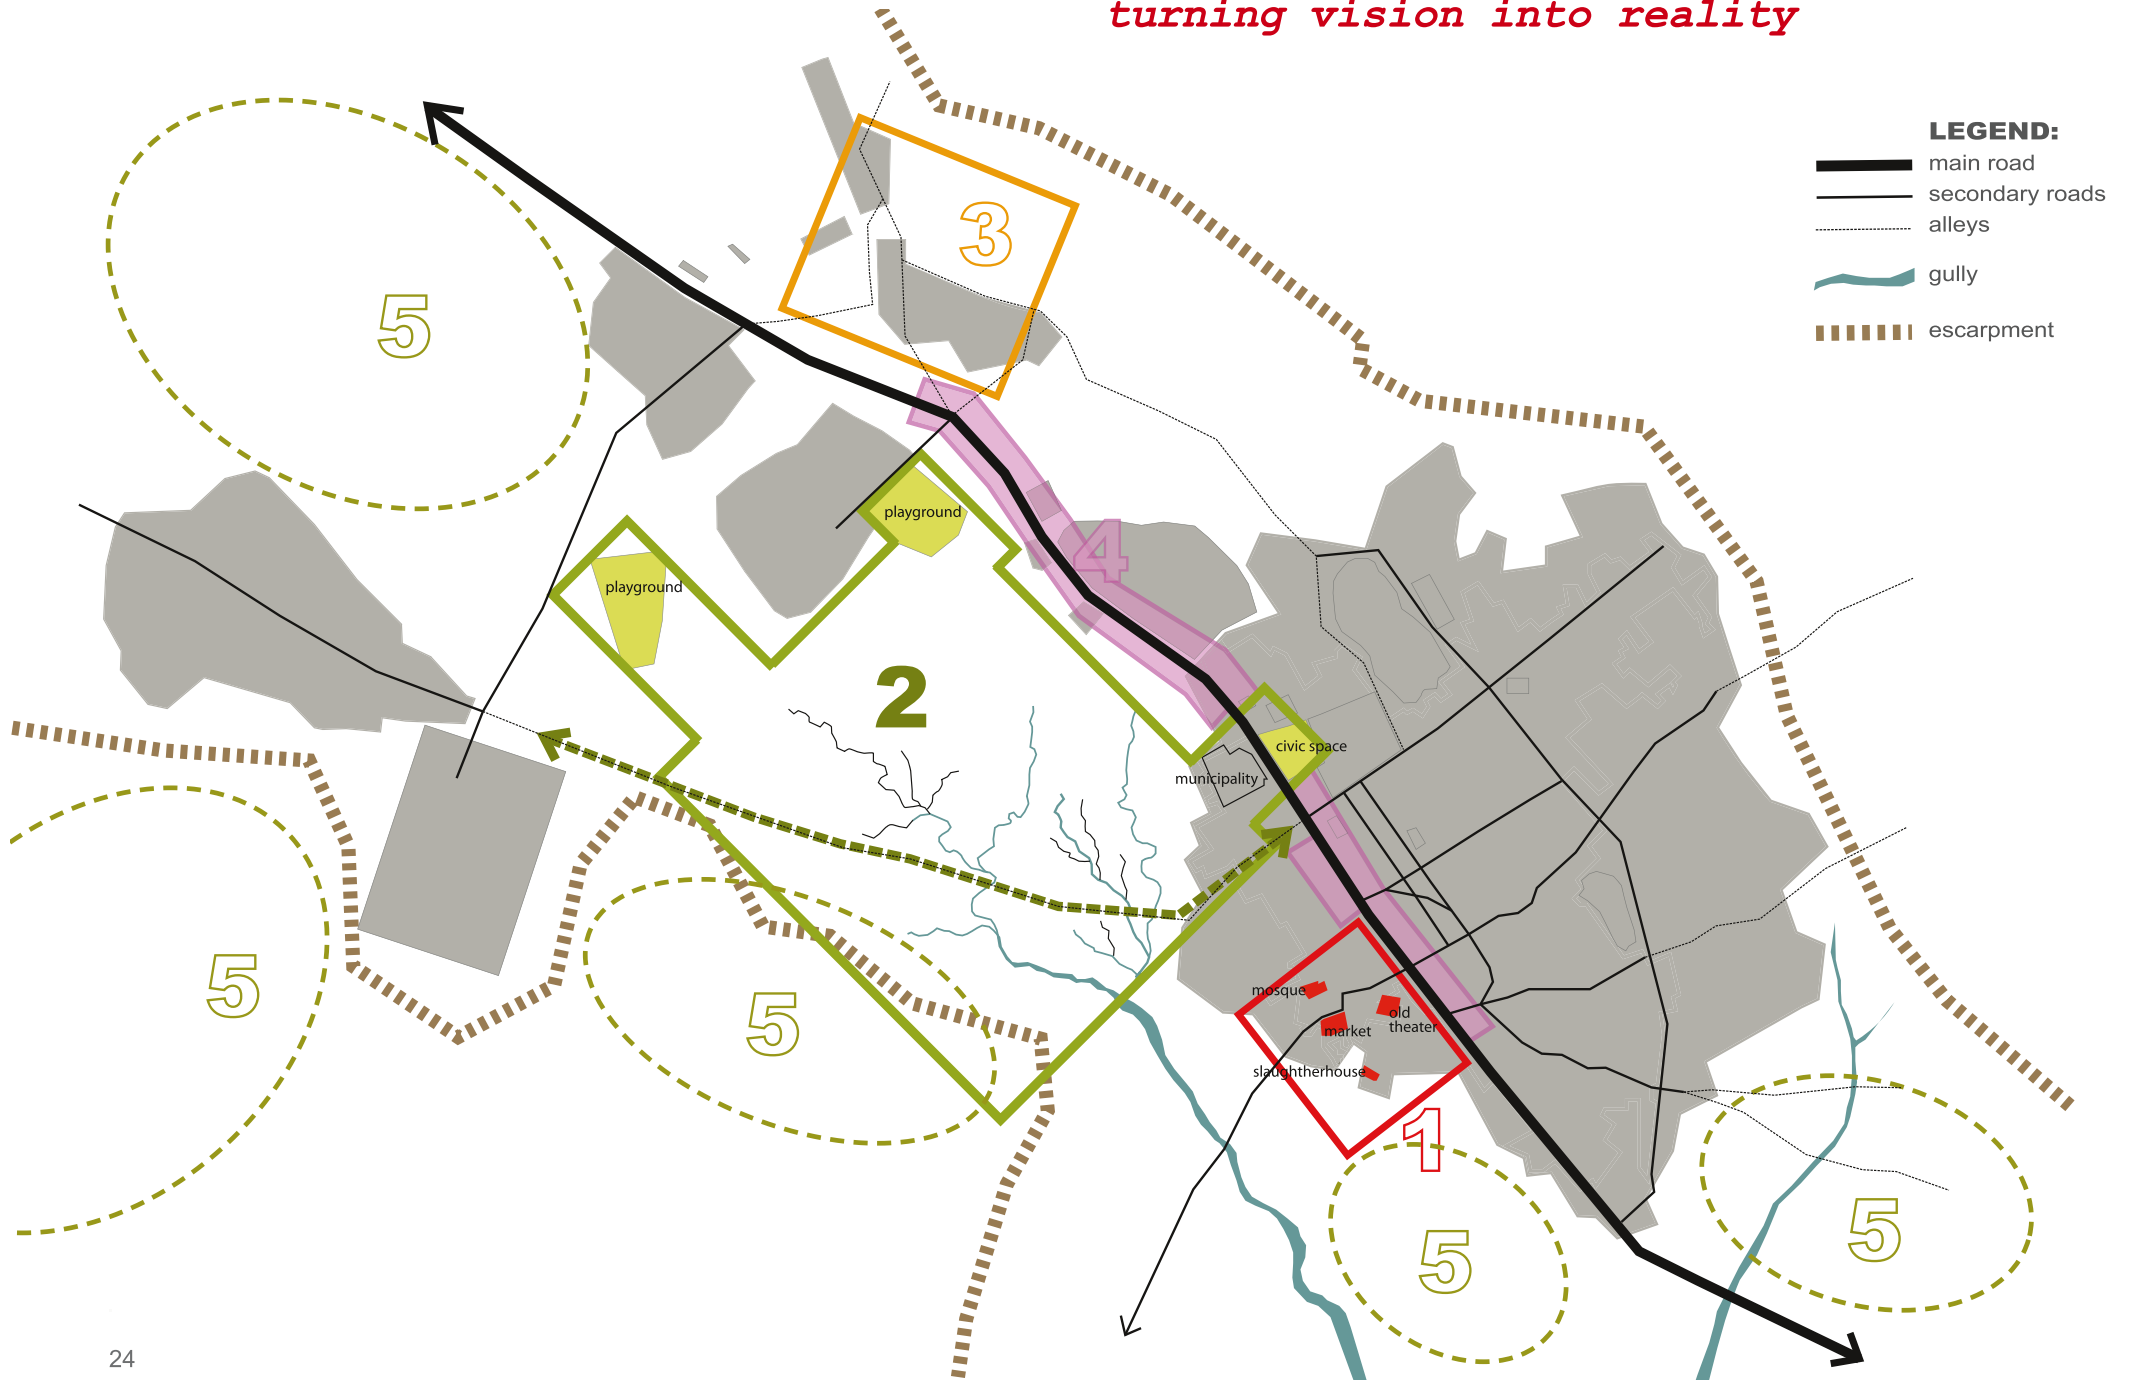 turning vision into reality
LEGEND:
main road
secondary roads
alleys
gully
escarpment
3
5
4
playground
playground
2
civic space
municipality
5
5
mosque
old
theater
market
slaughtherhouse
1
5
5
24